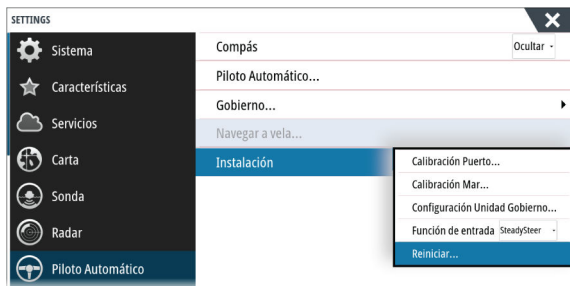 SETTINGS
Sistema
Características
Servicios
Carta
Sonda
Radar
Piloto Automático
Compás
Ocultar
Piloto Automático...
Gobierno...
Navegar a vela...
Instalación
Calibración Puerto...
Calibración Mar...
Configuración Unidad Gobierno...
Función de entrada SteadySteer
Reiniciar...